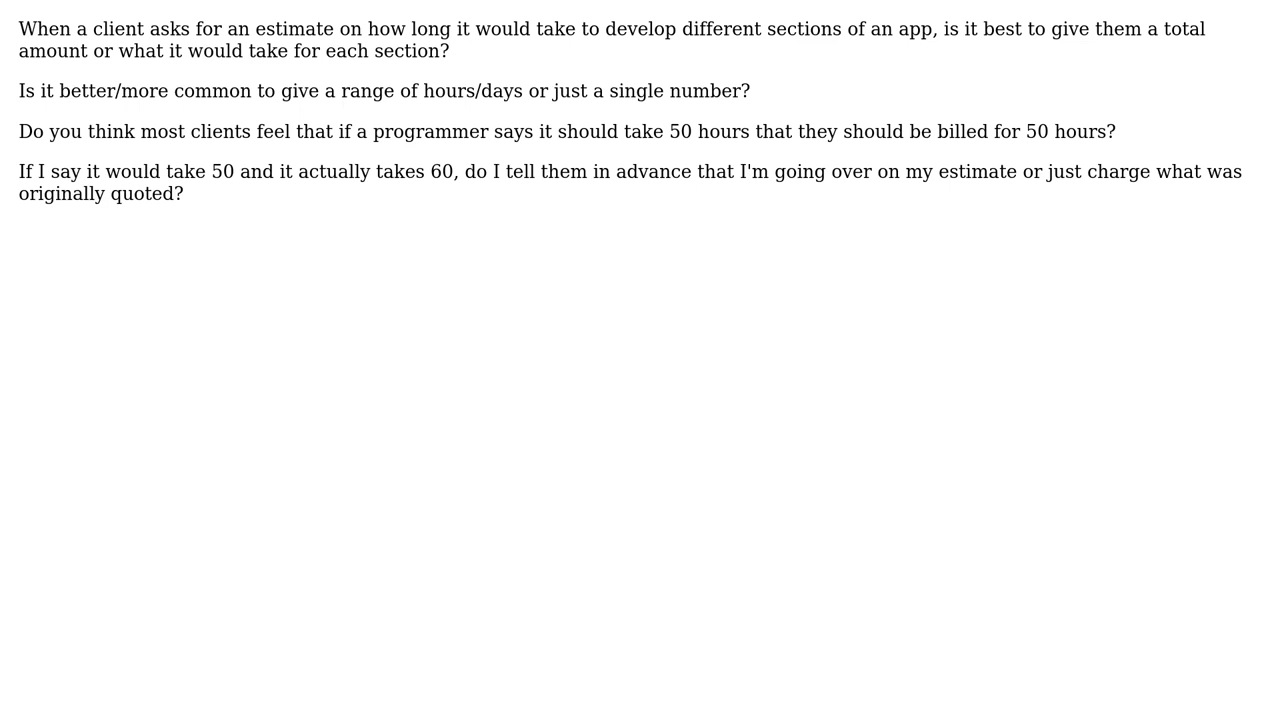 When a client asks for an estimate on how long it would take to develop different sections of an app, is it best to give them a total
amount or what it would take for each section?
Is it better/more common to give a range of hours/days or just a single number?
Do you think most clients feel that if a programmer says it should take 50 hours that they should be billed for 50 hours?
If I say it would take 50 and it actually takes 60, do I tell them in advance that I'm going over on my estimate or just charge what was
originally quoted?